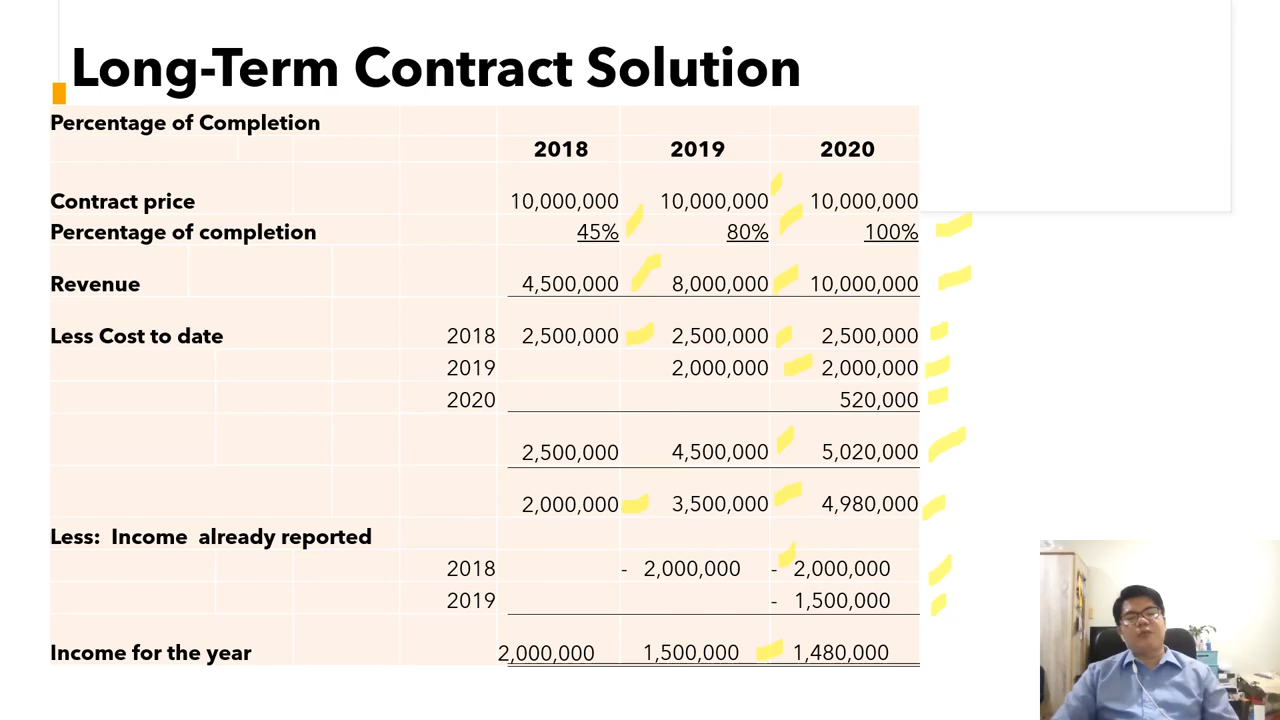 Long-Term Contract Solution
Percentage of Completion
2018 2019 2020
Contract price 10,000,000 10,000,000 10,000,000
Percentage of completion 45% 80% 100%
Revenue 4,500,000 8,000,000 10,000,000
Less Cost to date 2018 2,500,000 2,500,000 2,500,000
2019 2,000,000 2,000,000
2020 520,000
2,500,000 4,500,000 5,020,000
2,000,000 3,500,000 4,980,000
Less: Income already reported
2018 - 2,000,000 - 2,000,000
2019 - 1,500,000
Income for the year 2,000,000 1,500,000 1,480,000